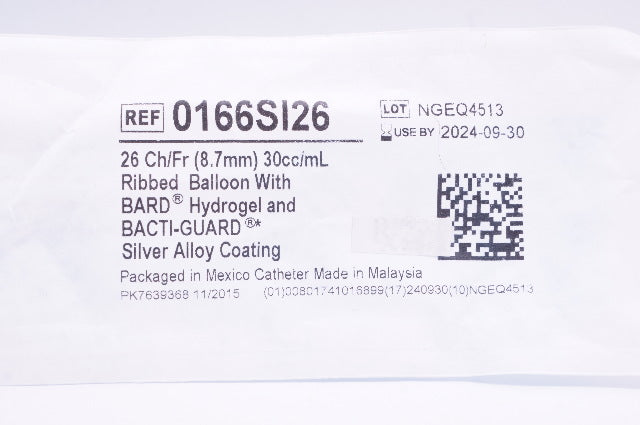 REF 0166SI26
LOT NGEQ4513
USE BY 2024-09-30
26 Ch/Fr (8.7mm) 30cc/mL
Ribbed Balloon With
BARD® Hydrogel and
BACTI-GUARD®*
Silver Alloy Coating
Packaged in Mexico Catheter Made in Malaysia
PK7639368 11/2015 (01)00801741016899(17)240930(10)NGEQ4513